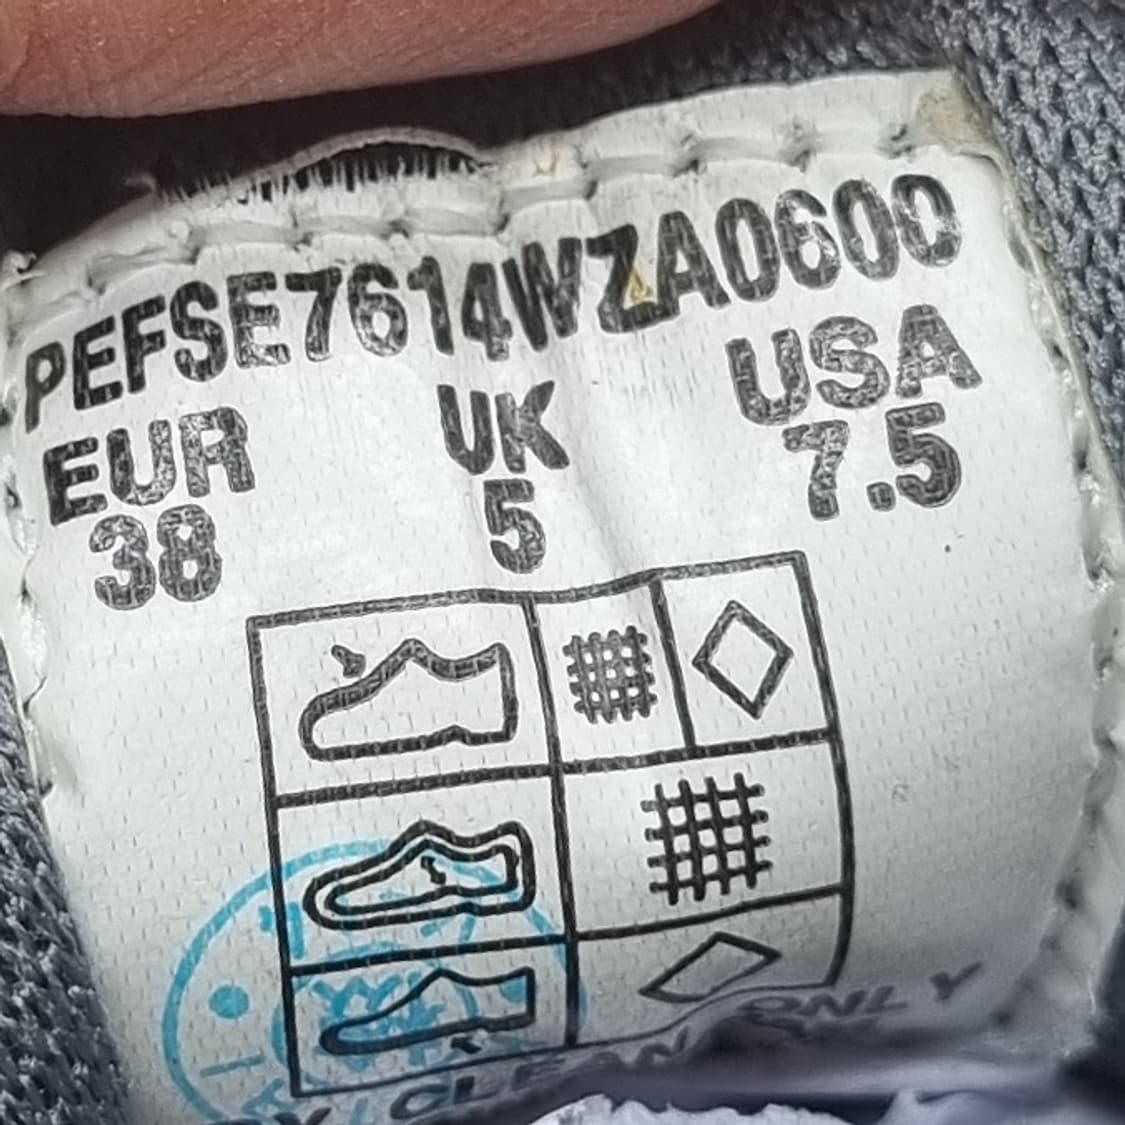 PEFSE7614WZA0600
EUR UK USA
38 5 7.5
CLEAN ONLY